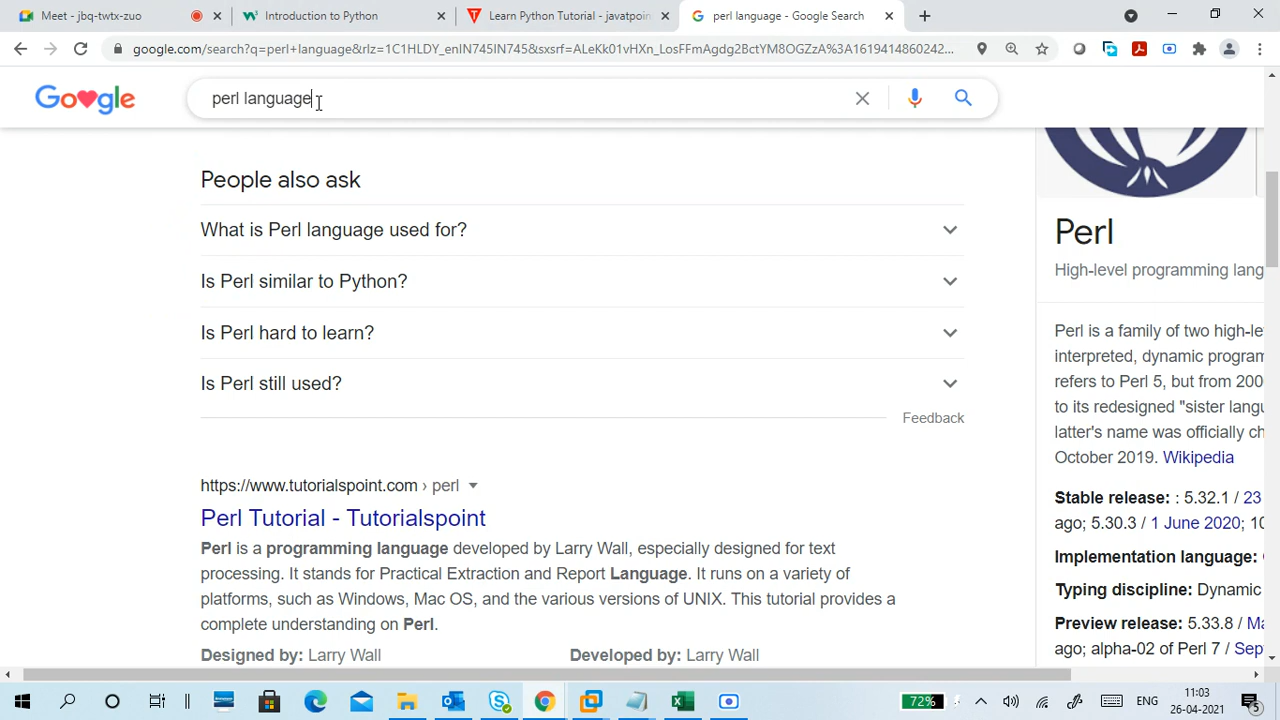 Meet - jbq-twtx-zuo
Introduction to Python
Learn Python Tutorial - javatpoin
perl language - Google Search
google.com/search?q=perl+language&rlz=1C1HLDY_enIN745IN745&sxsrf=ALeKk01vHXn_LosFFmAgdg2BctYM8OGZzA%3A1619414860242...
Google
perl language
People also ask
What is Perl language used for?
Is Perl similar to Python?
Is Perl hard to learn?
Is Perl still used?
Feedback
https://www.tutorialspoint.com › perl
Perl Tutorial - Tutorialspoint
Perl is a programming language developed by Larry Wall, especially designed for text
processing. It stands for Practical Extraction and Report Language. It runs on a variety of
platforms, such as Windows, Mac OS, and the various versions of UNIX. This tutorial provides a
complete understanding on Perl.
Designed by: Larry Wall
Developed by: Larry Wall
Perl
High-level programming lang
Perl is a family of two high-le
interpreted, dynamic program
refers to Perl 5, but from 200
to its redesigned "sister langu
latter's name was officially ch
October 2019. Wikipedia
Stable release: : 5.32.1 / 23
ago; 5.30.3 / 1 June 2020; 10
Implementation language:
Typing discipline: Dynamic
Preview release: 5.33.8 / Ma
ago; alpha-02 of Perl 7 / Sep
72%
ENG
11:03
26-04-2021
5